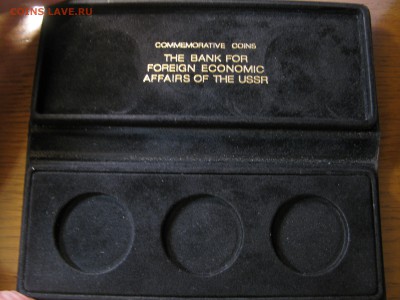 COINS.LAVE.RU
COMMEMORATIVE COINS
THE BANK FOR
FOREIGN ECONOMIC
AFFAIRS OF THE USSR